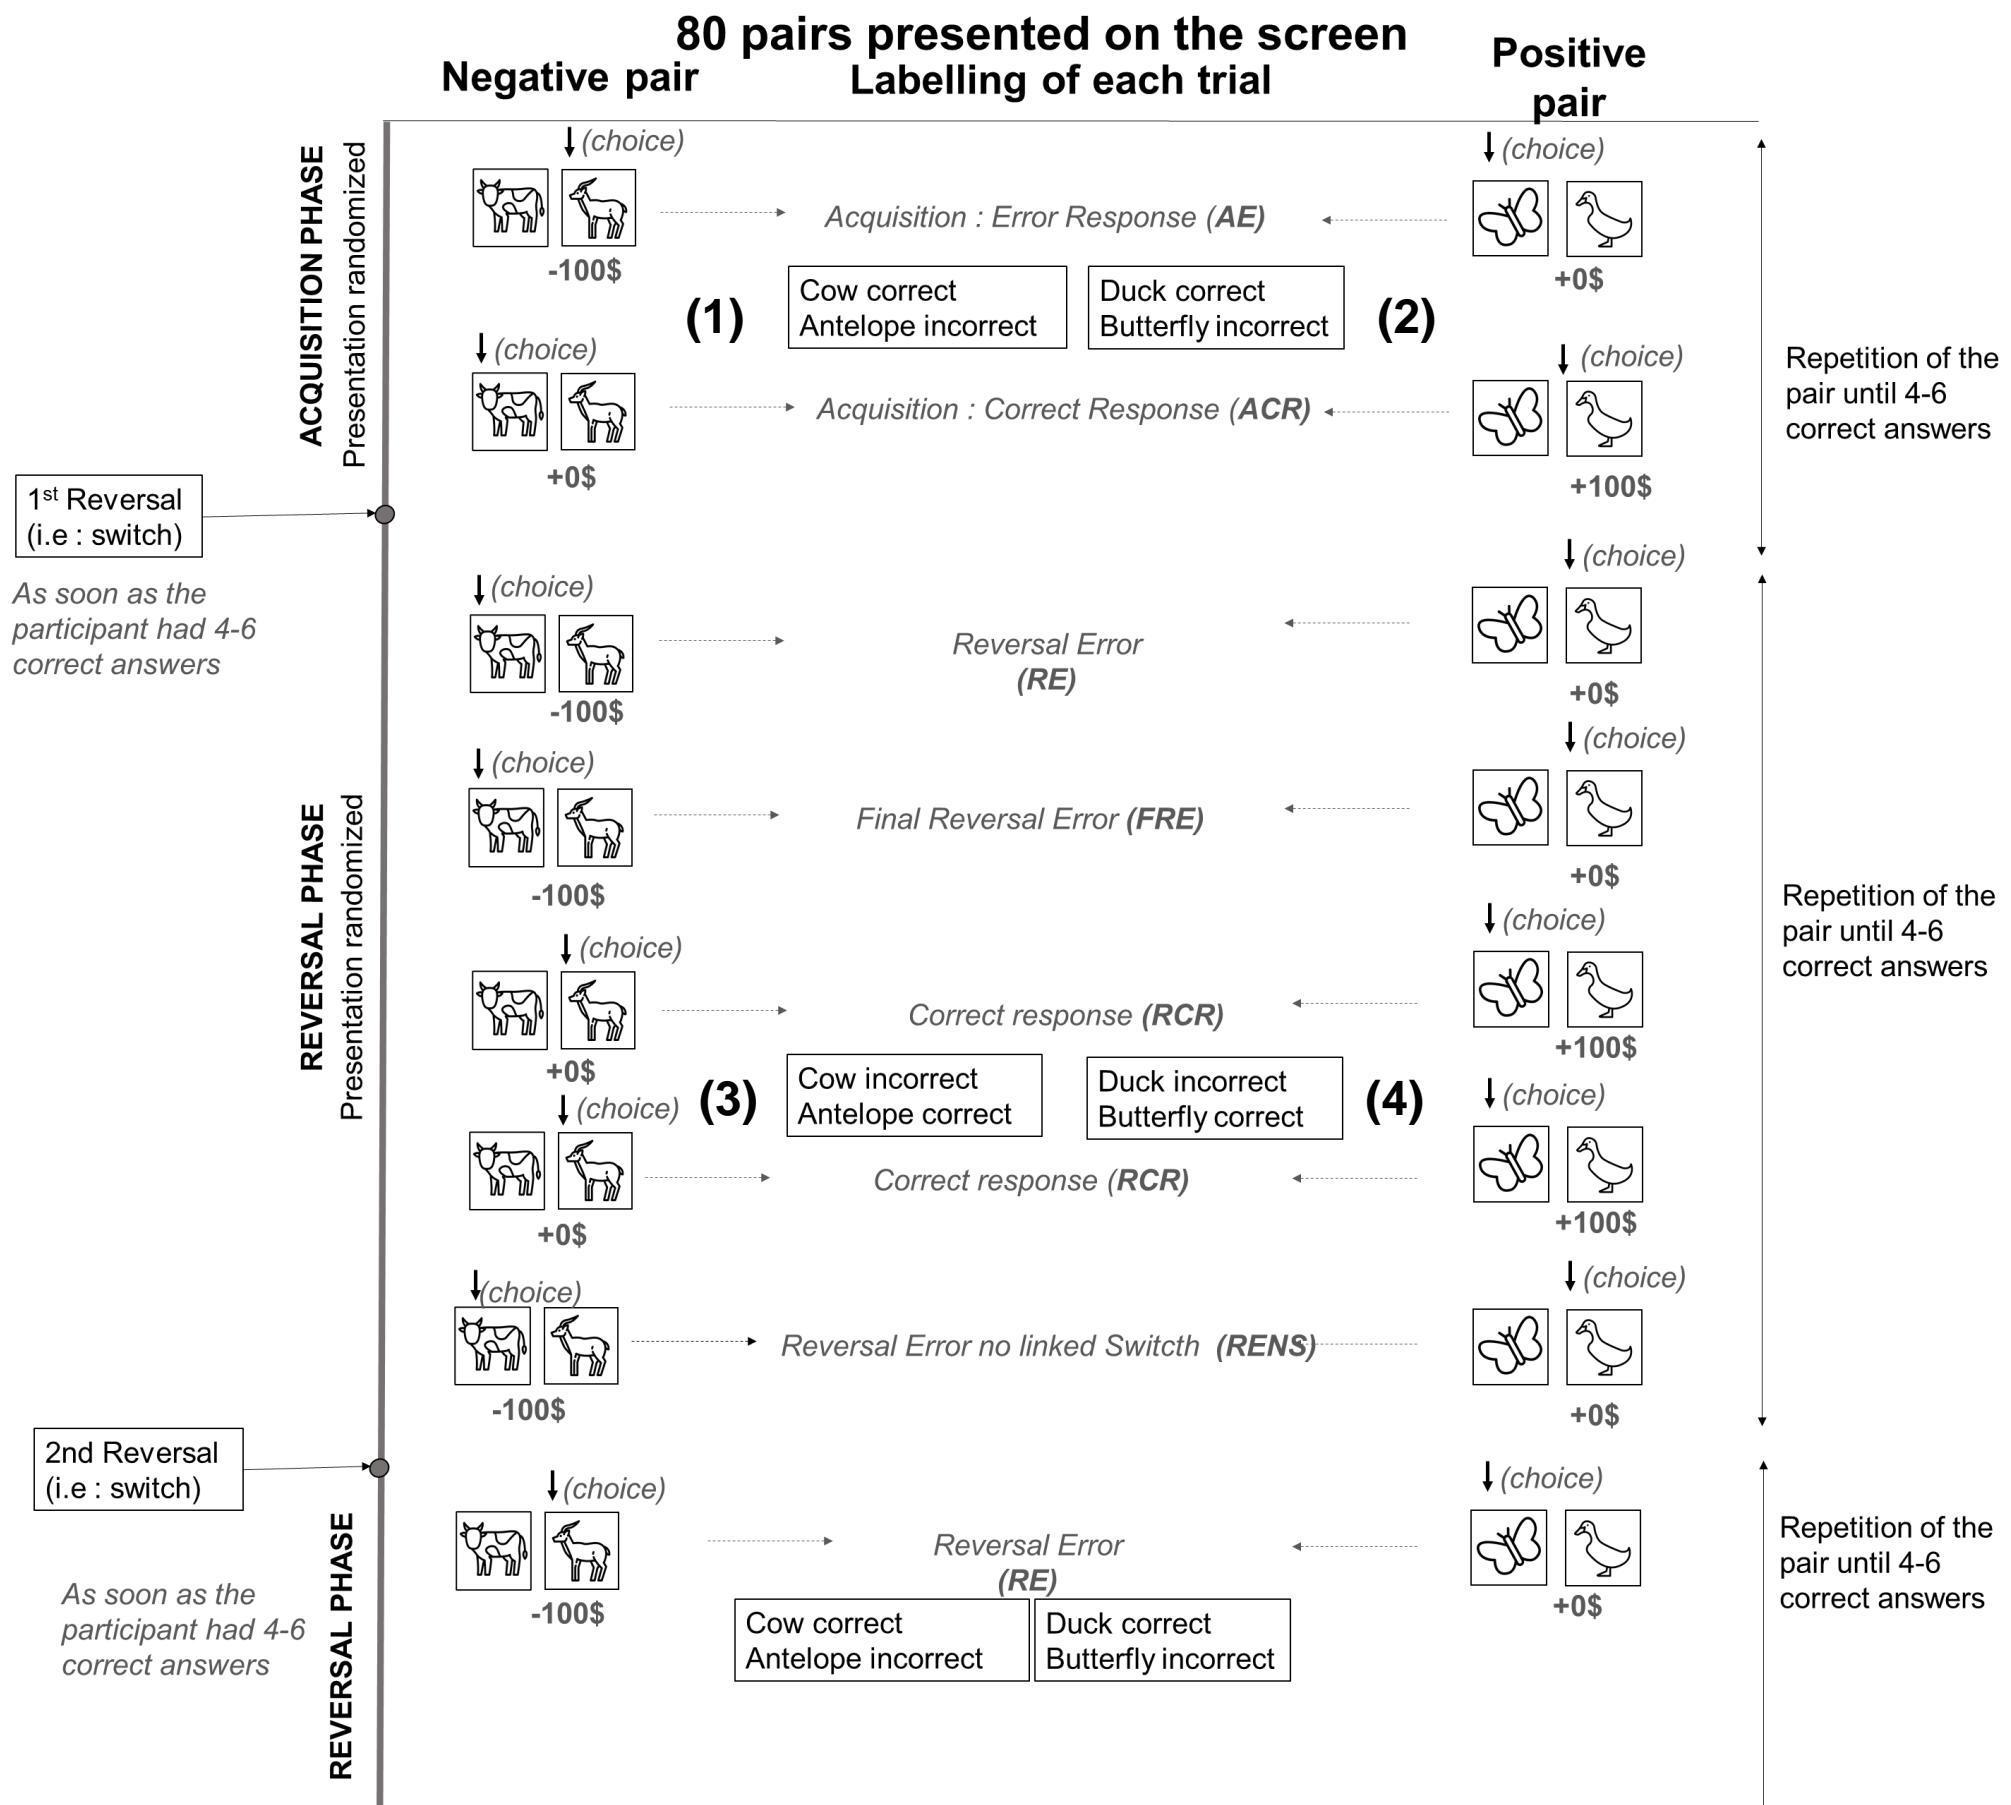 80 pairs presented on the screen
Negative pair
Labelling of each trial
Positive
pair
ACQUISITION PHASE
Presentation randomized
(choice)
-100$
Acquisition : Error Response (AE)
(choice)
+0$
(1)
Cow correct
Antelope incorrect
Duck correct
Butterfly incorrect
(2)
(choice)
+0$
Acquisition : Correct Response (ACR)
(choice)
+100$
Repetition of the
pair until 4-6
correct answers
1st Reversal
(i.e : switch)
As soon as the
participant had 4-6
correct answers
REVERSAL PHASE
Presentation randomized
(choice)
-100$
Reversal Error
(RE)
(choice)
+0$
(choice)
-100$
Final Reversal Error (FRE)
(choice)
+0$
(choice)
+0$
Correct response (RCR)
(choice)
+100$
Repetition of the
pair until 4-6
correct answers
(3)
Cow incorrect
Antelope correct
Duck incorrect
Butterfly correct
(4)
(choice)
+0$
Correct response (RCR)
(choice)
+100$
(choice)
-100$
Reversal Error no linked Switcth (RENS)
(choice)
+0$
2nd Reversal
(i.e : switch)
As soon as the
participant had 4-6
correct answers
REVERSAL PHASE
(choice)
-100$
Reversal Error
(RE)
Cow correct
Antelope incorrect
Duck correct
Butterfly incorrect
(choice)
+0$
Repetition of the
pair until 4-6
correct answers